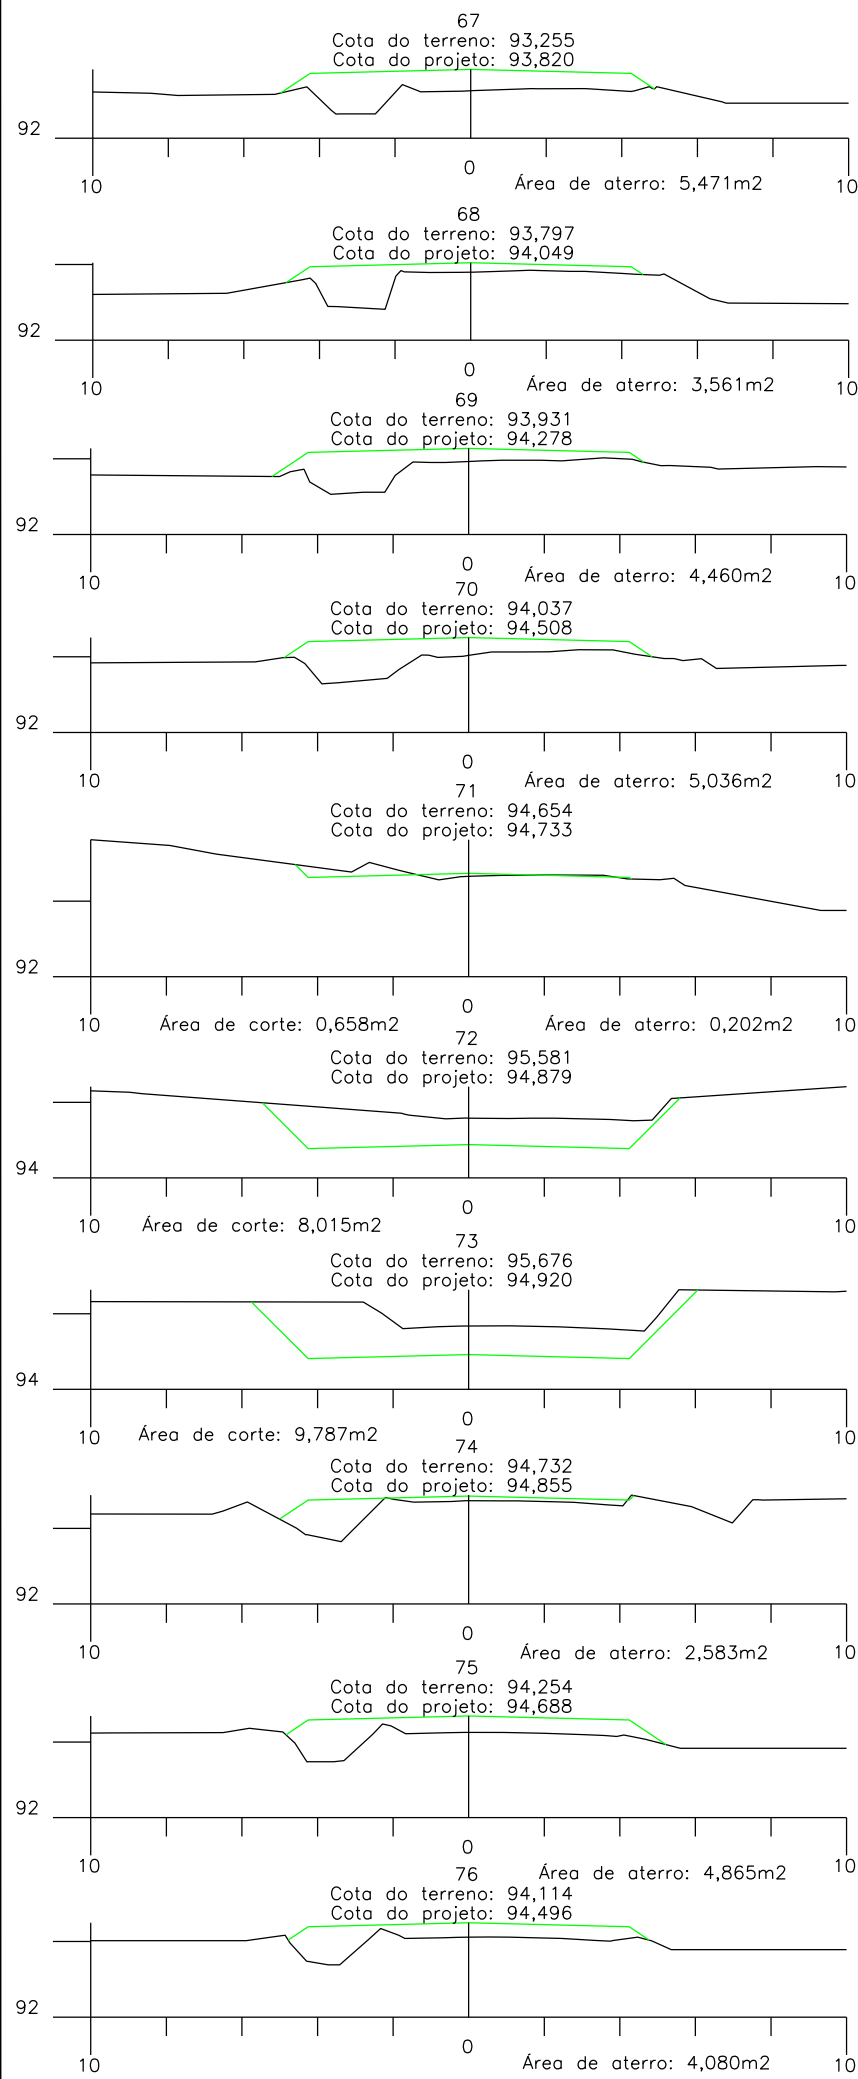 67
Cota do terreno: 93,255
Cota do projeto: 93,820
92
0
10
10
Área de aterro: 5,471m2
68
Cota do terreno: 93,797
Cota do projeto: 94,049
92
0
10
10
Área de aterro: 3,561m2
69
Cota do terreno: 93,931
Cota do projeto: 94,278
92
0
10
10
Área de aterro: 4,460m2
70
Cota do terreno: 94,037
Cota do projeto: 94,508
92
0
10
10
Área de aterro: 5,036m2
71
Cota do terreno: 94,654
Cota do projeto: 94,733
92
0
10
Área de corte: 0,658m2
Área de aterro: 0,202m2
10
72
Cota do terreno: 95,581
Cota do projeto: 94,879
94
0
10
Área de corte: 8,015m2
10
73
Cota do terreno: 95,676
Cota do projeto: 94,920
94
0
10
Área de corte: 9,787m2
10
74
Cota do terreno: 94,732
Cota do projeto: 94,855
92
0
10
Área de aterro: 2,583m2
10
75
Cota do terreno: 94,254
Cota do projeto: 94,688
92
0
10
10
Área de aterro: 4,865m2
76
Cota do terreno: 94,114
Cota do projeto: 94,496
92
0
10
Área de aterro: 4,080m2
10